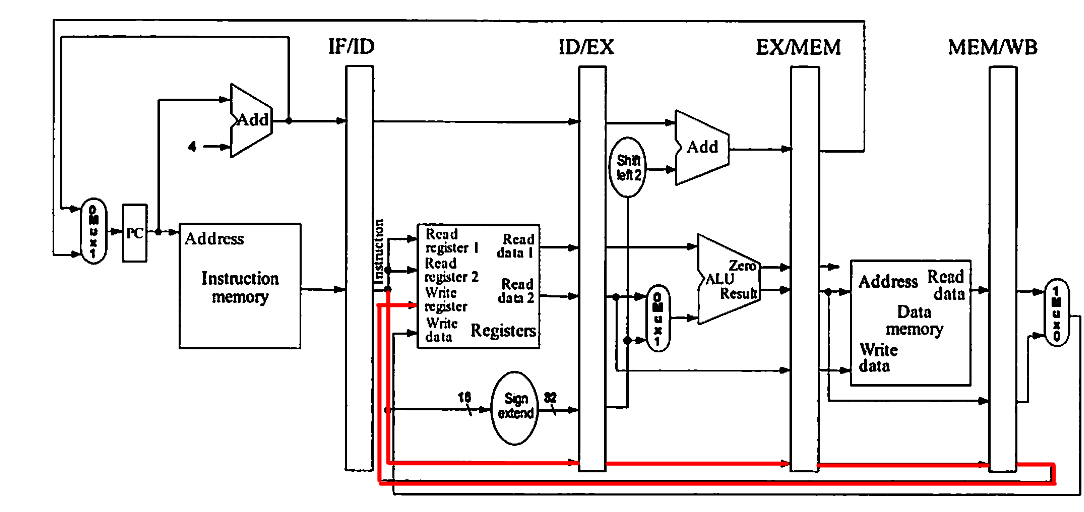 IF/ID
ID/EX
EX/MEM
MEM/WB
Add
4
Add
Shift
left 2
0
M
u
x
1
PC
Address
Instruction
memory
Instruction
Read
register 1
Read
register 2
Write
register
Write
data
Read
data 1
Read
data 2
Registers
0
M
u
x
1
Zero
ALU
Result
Address
Read
data
Data
memory
Write
data
1
M
u
x
0
16
Sign
extend
32